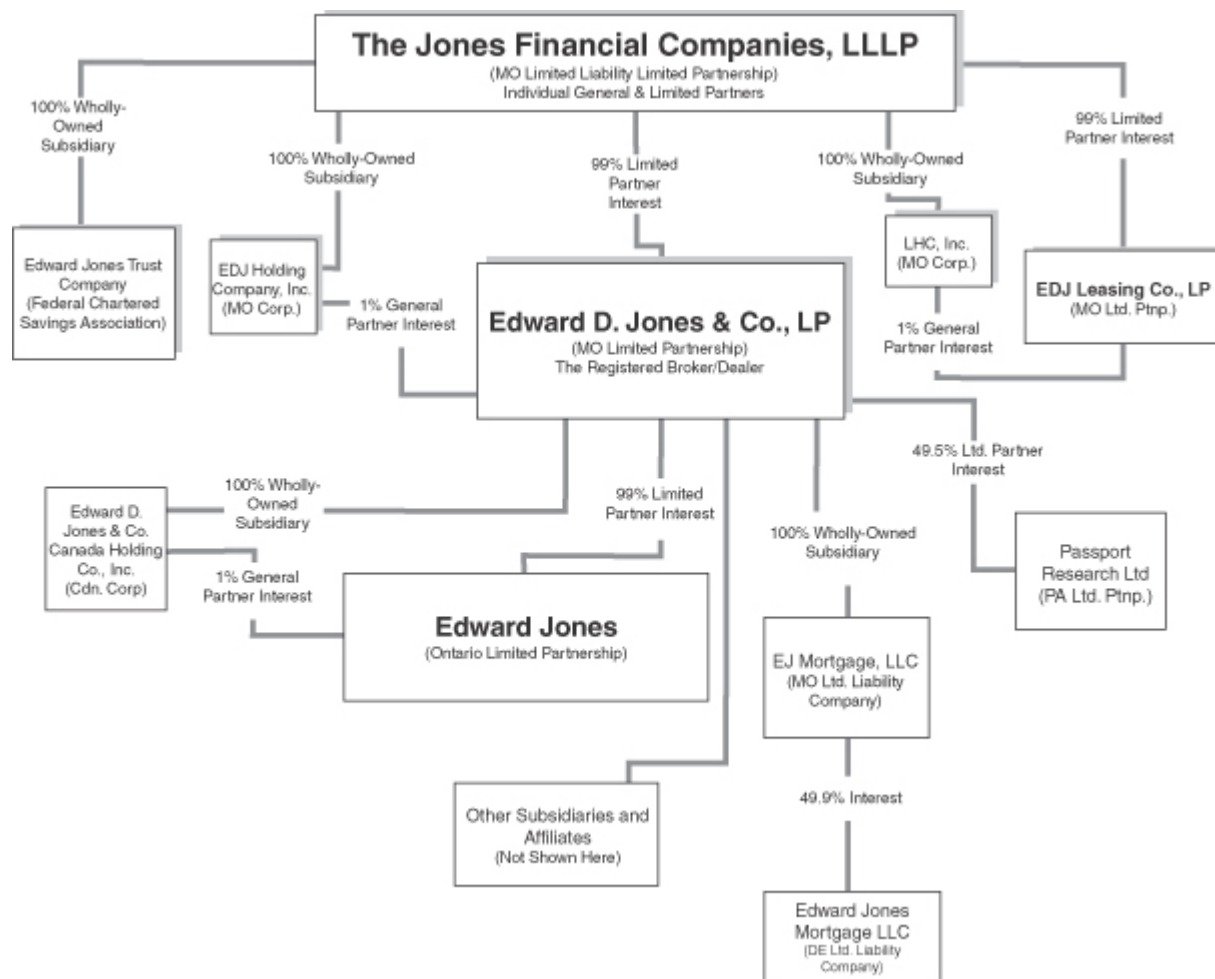 The Jones Financial Companies, LLLP
(MO Limited Liability Limited Partnership)
Individual General & Limited Partners
100% Wholly-
Owned
Subsidiary
100% Wholly-Owned
Subsidiary
99% Limited
Partner
Interest
100% Wholly-Owned
Subsidiary
99% Limited
Partner Interest
Edward Jones Trust
Company
(Federal Chartered
Savings Association)
EDJ Holding
Company, Inc.
(MO Corp.)
1% General
Partner Interest
Edward D. Jones & Co., LP
(MO Limited Partnership)
The Registered Broker/Dealer
LHC, Inc.
(MO Corp.)
1% General
Partner Interest
EDJ Leasing Co., LP
(MO Ltd. Ptnp.)
100% Wholly-
Owned
Subsidiary
99% Limited
Partner Interest
100% Wholly-Owned
Subsidiary
49.5% Ltd. Partner
Interest
Edward D.
Jones & Co.
Canada Holding
Co., Inc.
(Cdn. Corp)
1% General
Partner Interest
Edward Jones
(Ontario Limited Partnership)
Passport
Research Ltd
(PA Ltd. Ptnp.)
EJ Mortgage, LLC
(MO Ltd. Liability
Company)
Other Subsidiaries and
Affiliates
(Not Shown Here)
49.9% Interest
Edward Jones
Mortgage LLC
(DE Ltd. Liability
Company)